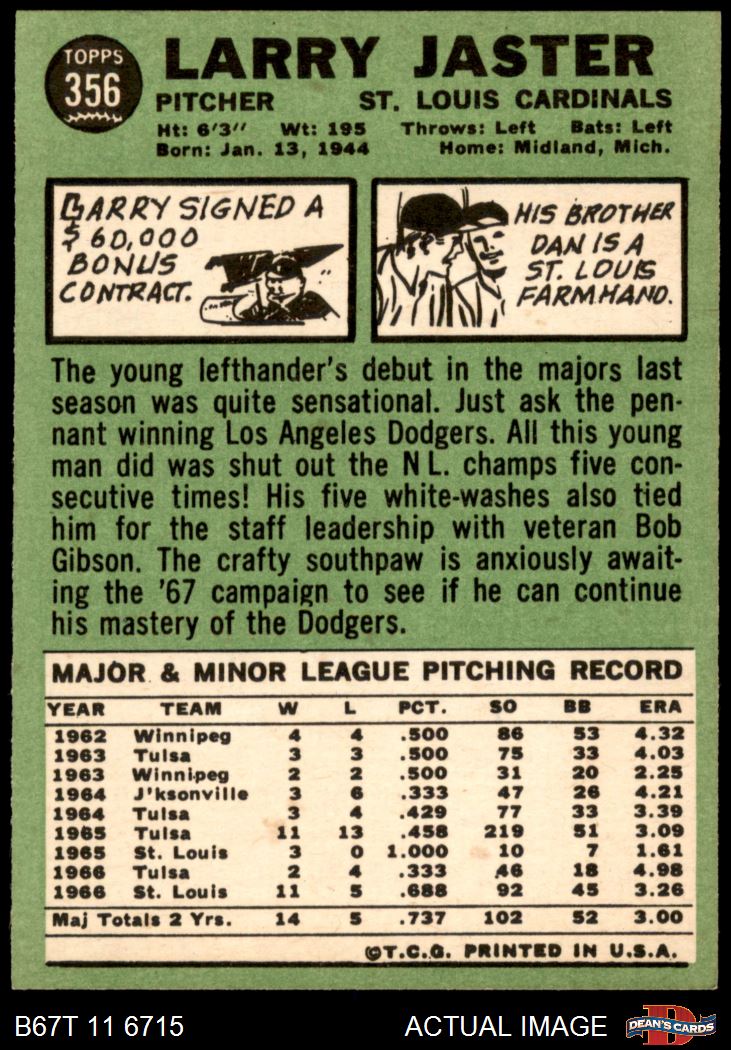 TOPPS
356
LARRY JASTER
PITCHER ST. LOUIS CARDINALS
Ht: 6'3" Wt: 195 Throws: Left Bats: Left
Born: Jan. 13, 1944 Home: Midland, Mich.
LARRY SIGNED A
$60,000
BONUS
CONTRACT.
HIS BROTHER
DAN IS A
ST. LOUIS
FARMHAND.
The young lefthander's debut in the majors last
season was quite sensational. Just ask the pen-
nant winning Los Angeles Dodgers. All this young
man did was shut out the N L. champs five con-
secutive times! His five white-washes also tied
him for the staff leadership with veteran Bob
Gibson. The crafty southpaw is anxiously await-
ing the '67 campaign to see if he can continue
his mastery of the Dodgers.
MAJOR & MINOR LEAGUE PITCHING RECORD
YEAR TEAM W L PCT. SO BB ERA
1962 Winnipeg 4 4 .500 86 53 4.32
1963 Tulsa 3 3 .500 75 33 4.03
1963 Winnipeg 2 2 .500 31 20 2.25
1964 J'ksonville 3 6 .333 47 26 4.21
1964 Tulsa 3 4 .429 77 33 3.39
1965 Tulsa 11 13 .458 219 51 3.09
1965 St. Louis 3 0 1.000 10 7 1.61
1966 Tulsa 2 4 .333 46 18 4.98
1966 St. Louis 11 5 .688 92 45 3.26
Maj Totals 2 Yrs. 14 5 .737 102 52 3.00
©T.C.G. PRINTED IN U.S.A.
B67T 11 6715 ACTUAL IMAGE
D
DEAN'S CARDS